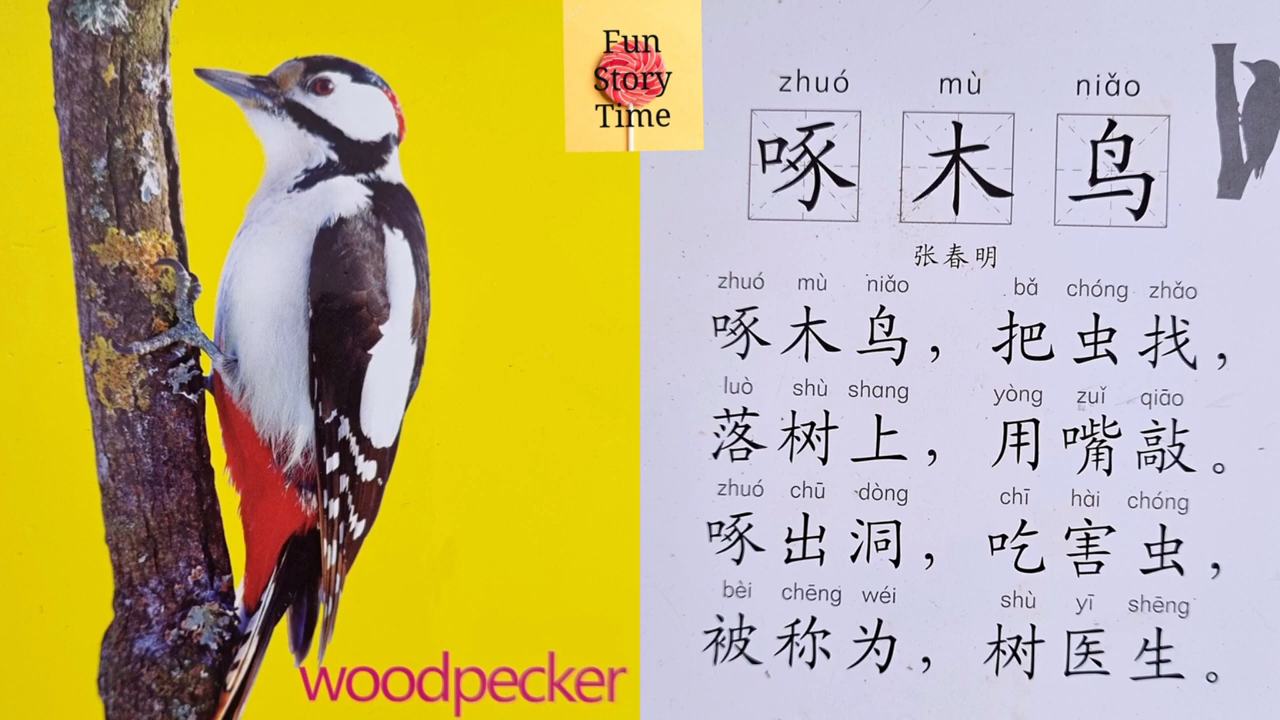 woodpecker
Fun
Story
Time
zhuó mù niǎo
啄木鸟
张春明
zhuó mù niǎo bǎ chóng zhǎo
啄木鸟，把虫找，
luò shù shang yòng zuǐ qiāo
落树上，用嘴敲。
zhuó chū dòng chī hài chóng
啄出洞，吃害虫，
bèi chēng wéi shù yī shēng
被称为，树医生。